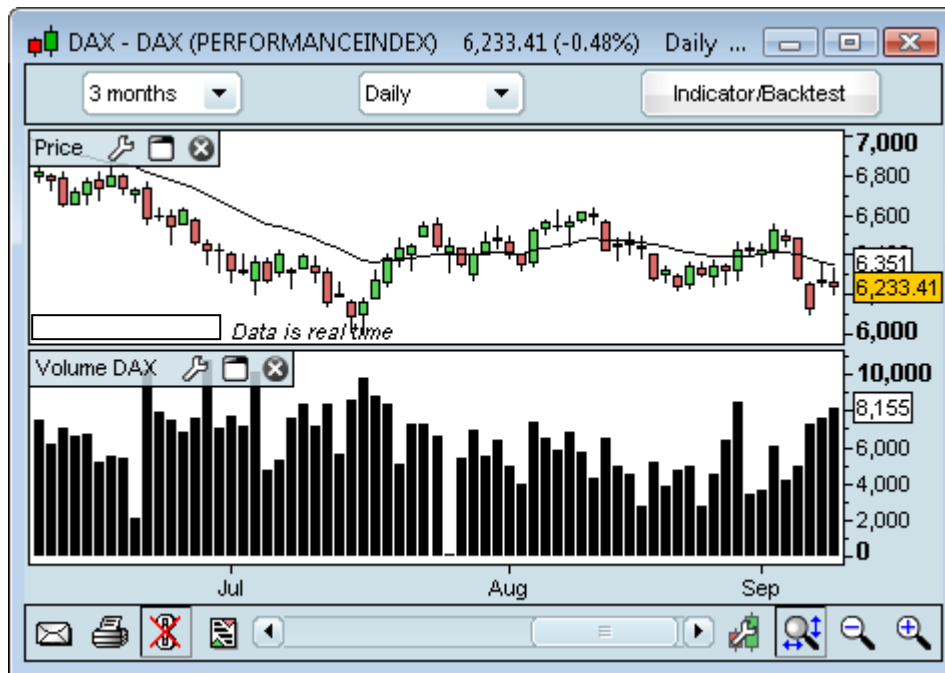 DAX - DAX (PERFORMANCEINDEX) 6,233.41 (-0.48%) Daily ...
3 months Daily Indicator/Backtest
Price
7,000
6,800
6,600
6,351
6,233.41
6,000
Data is real time
Volume DAX
10,000
8,155
6,000
4,000
2,000
0
Jul Aug Sep